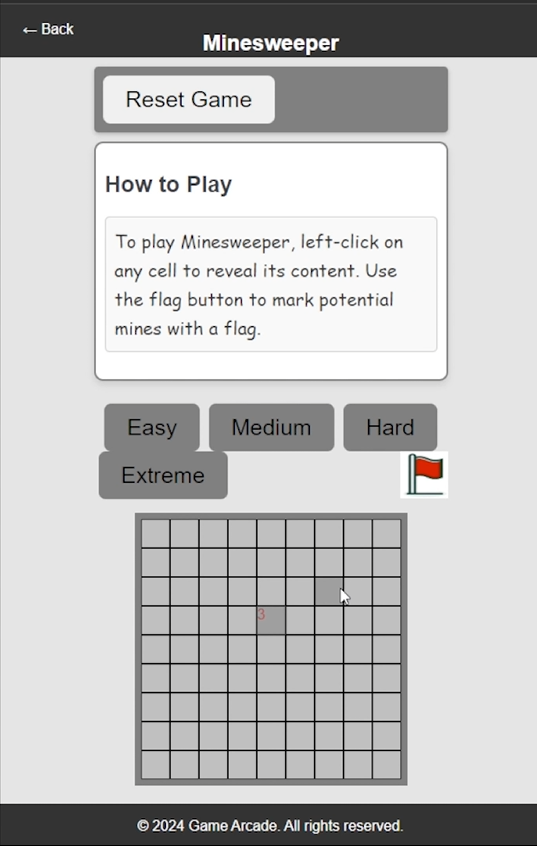 ← Back
Minesweeper
Reset Game
How to Play
To play Minesweeper, left-click on
any cell to reveal its content. Use
the flag button to mark potential
mines with a flag.
Easy
Medium
Hard
Extreme
3
© 2024 Game Arcade. All rights reserved.